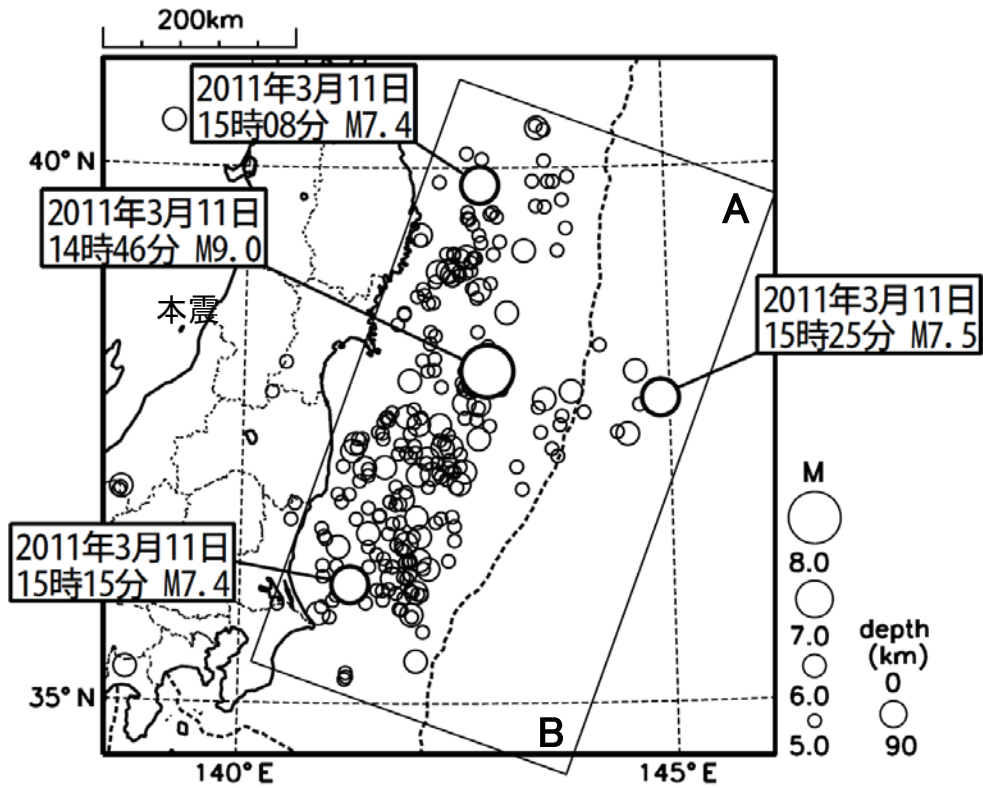 200km
2011年3月11日
15時08分 M7.4
40°N
A
2011年3月11日
14時46分 M9.0
本震
2011年3月11日
15時25分 M7.5
2011年3月11日
15時15分 M7.4
M
8.0
7.0
6.0
5.0
depth
(km)
0
90
35°N
B
140°E
145°E